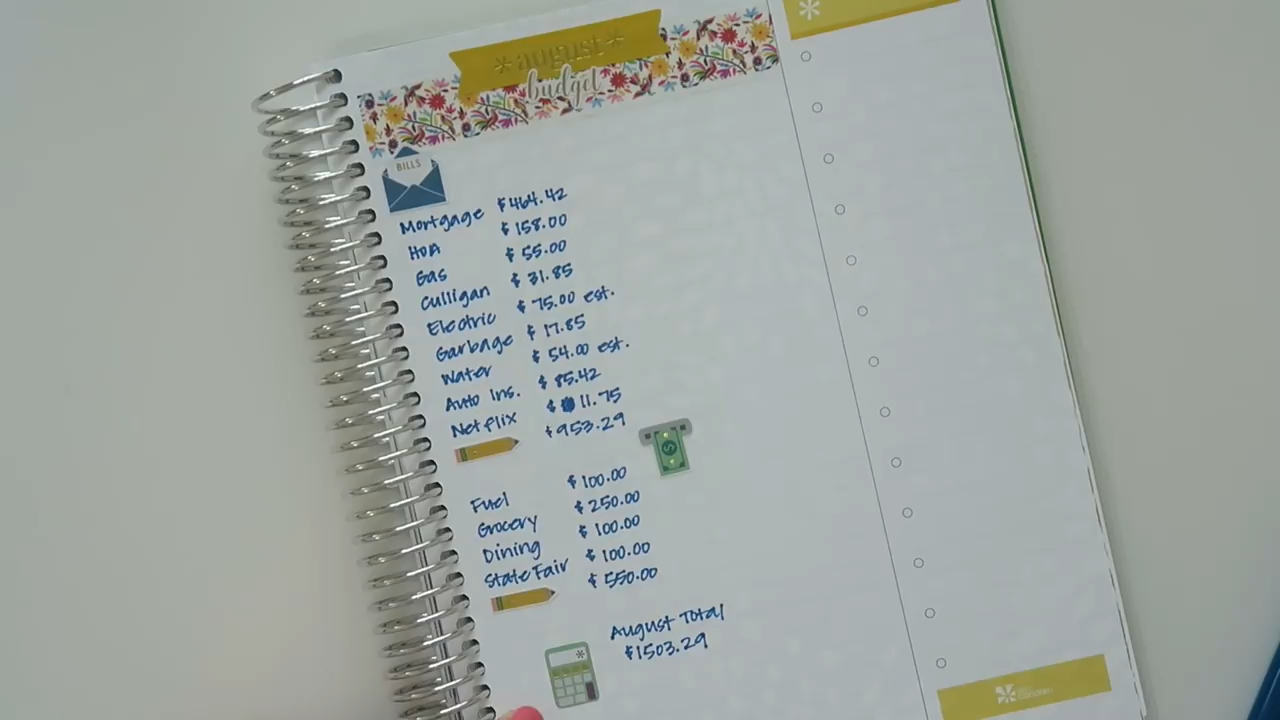 *august*
budget
BILLS
Mortgage $464.42
HOA $158.00
Gas $55.00
Culligan $31.85
Electric $75.00 est.
Garbage $17.85
Water $54.00 est.
Auto Ins. $85.42
Netflix $11.75
$953.29
Fuel $100.00
Grocery $250.00
Dining $100.00
State Fair $100.00
$550.00
August Total
$1503.29